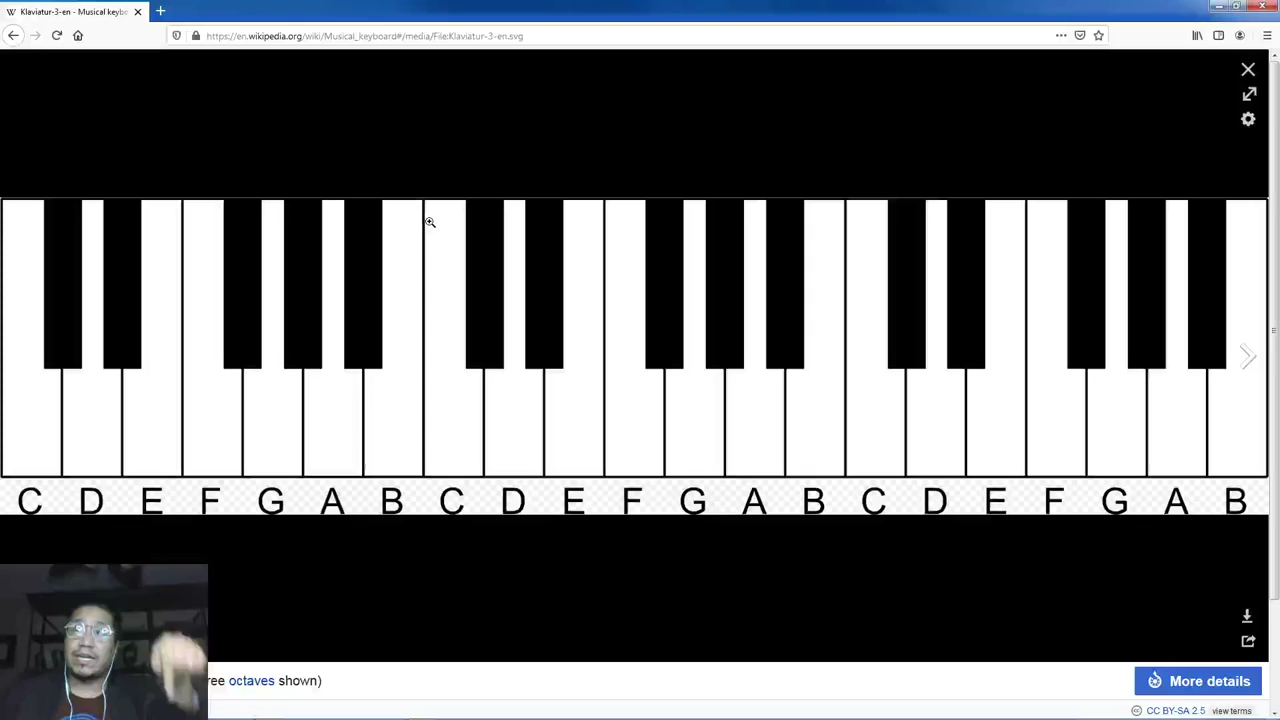 Klaviatur-3-en - Musical keybo
https://en.wikipedia.org/wiki/Musical_keyboard#/media/File:Klaviatur-3-en.svg
C D E F G A B C D E F G A B C D E F G A B
ree octaves shown)
More details
CC BY-SA 2.5 view terms